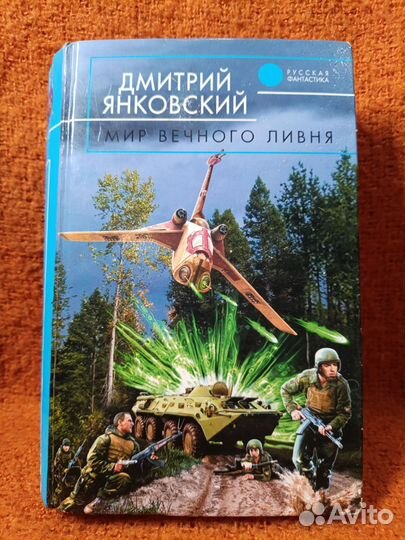 ДМИТРИЙ
ЯНКОВСКИЙ
РУССКАЯ
ФАНТАСТИКА
МИР ВЕЧНОГО ЛИВНЯ
Avito